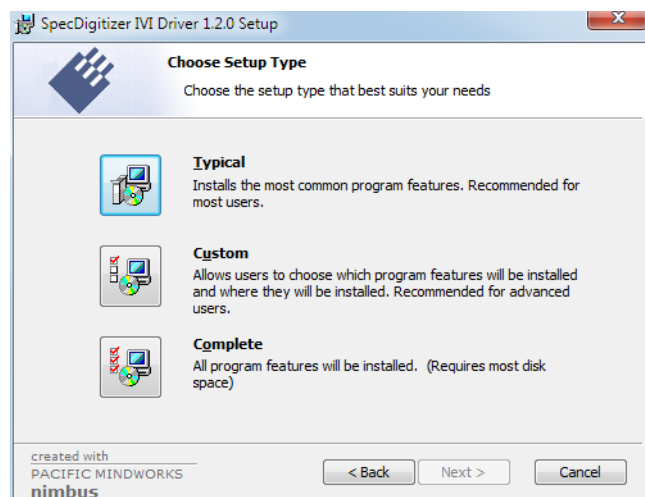 SpecDigitizer IVI Driver 1.2.0 Setup
Choose Setup Type
Choose the setup type that best suits your needs
Typical
Installs the most common program features. Recommended for
most users.
Custom
Allows users to choose which program features will be installed
and where they will be installed. Recommended for advanced
users.
Complete
All program features will be installed. (Requires most disk
space)
created with
PACIFIC MINDWORKS
nimbus
< Back
Next >
Cancel